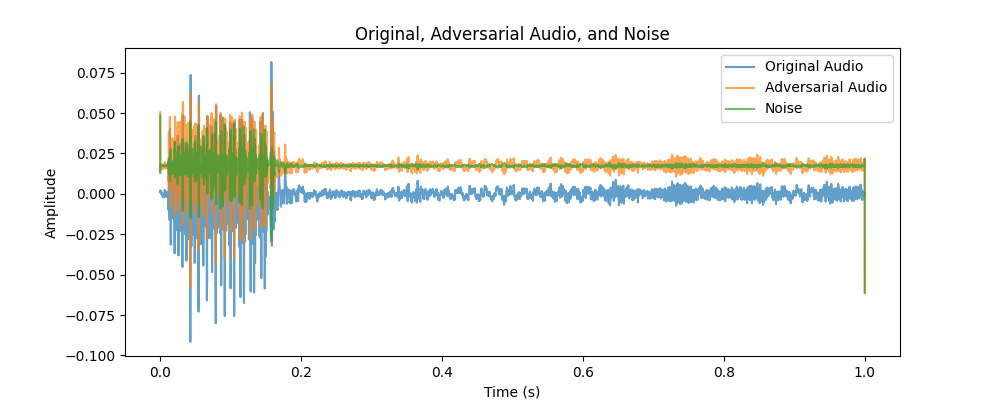 Original, Adversarial Audio, and Noise
Original Audio
Adversarial Audio
Noise
Amplitude
0.075
0.050
0.025
0.000
−0.025
−0.050
−0.075
−0.100
0.0 0.2 0.4 0.6 0.8 1.0
Time (s)